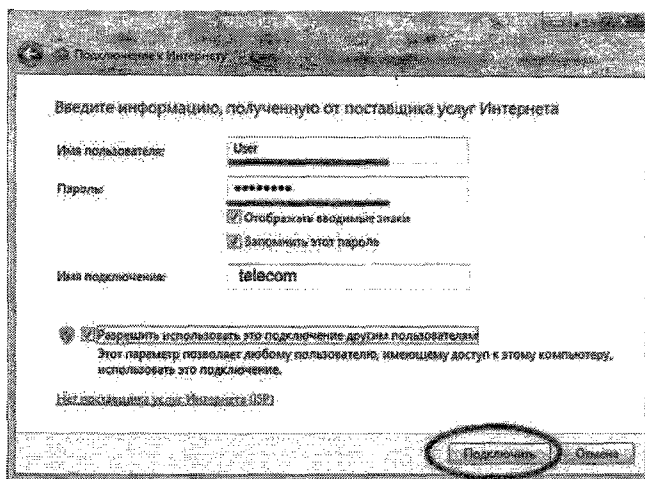 Подключение к Интернету
Введите информацию, полученную от поставщика услуг Интернета
Имя пользователя:
User
Пароль:
********
Отображать вводимые знаки
Запомнить этот пароль
Имя подключения:
telecom
Разрешить использовать это подключение другим пользователям
Этот параметр позволяет любому пользователю, имеющему доступ к этому компьютеру,
использовать это подключение.
Нет поставщика услуг Интернета (ISP)
Подключить
Отмена